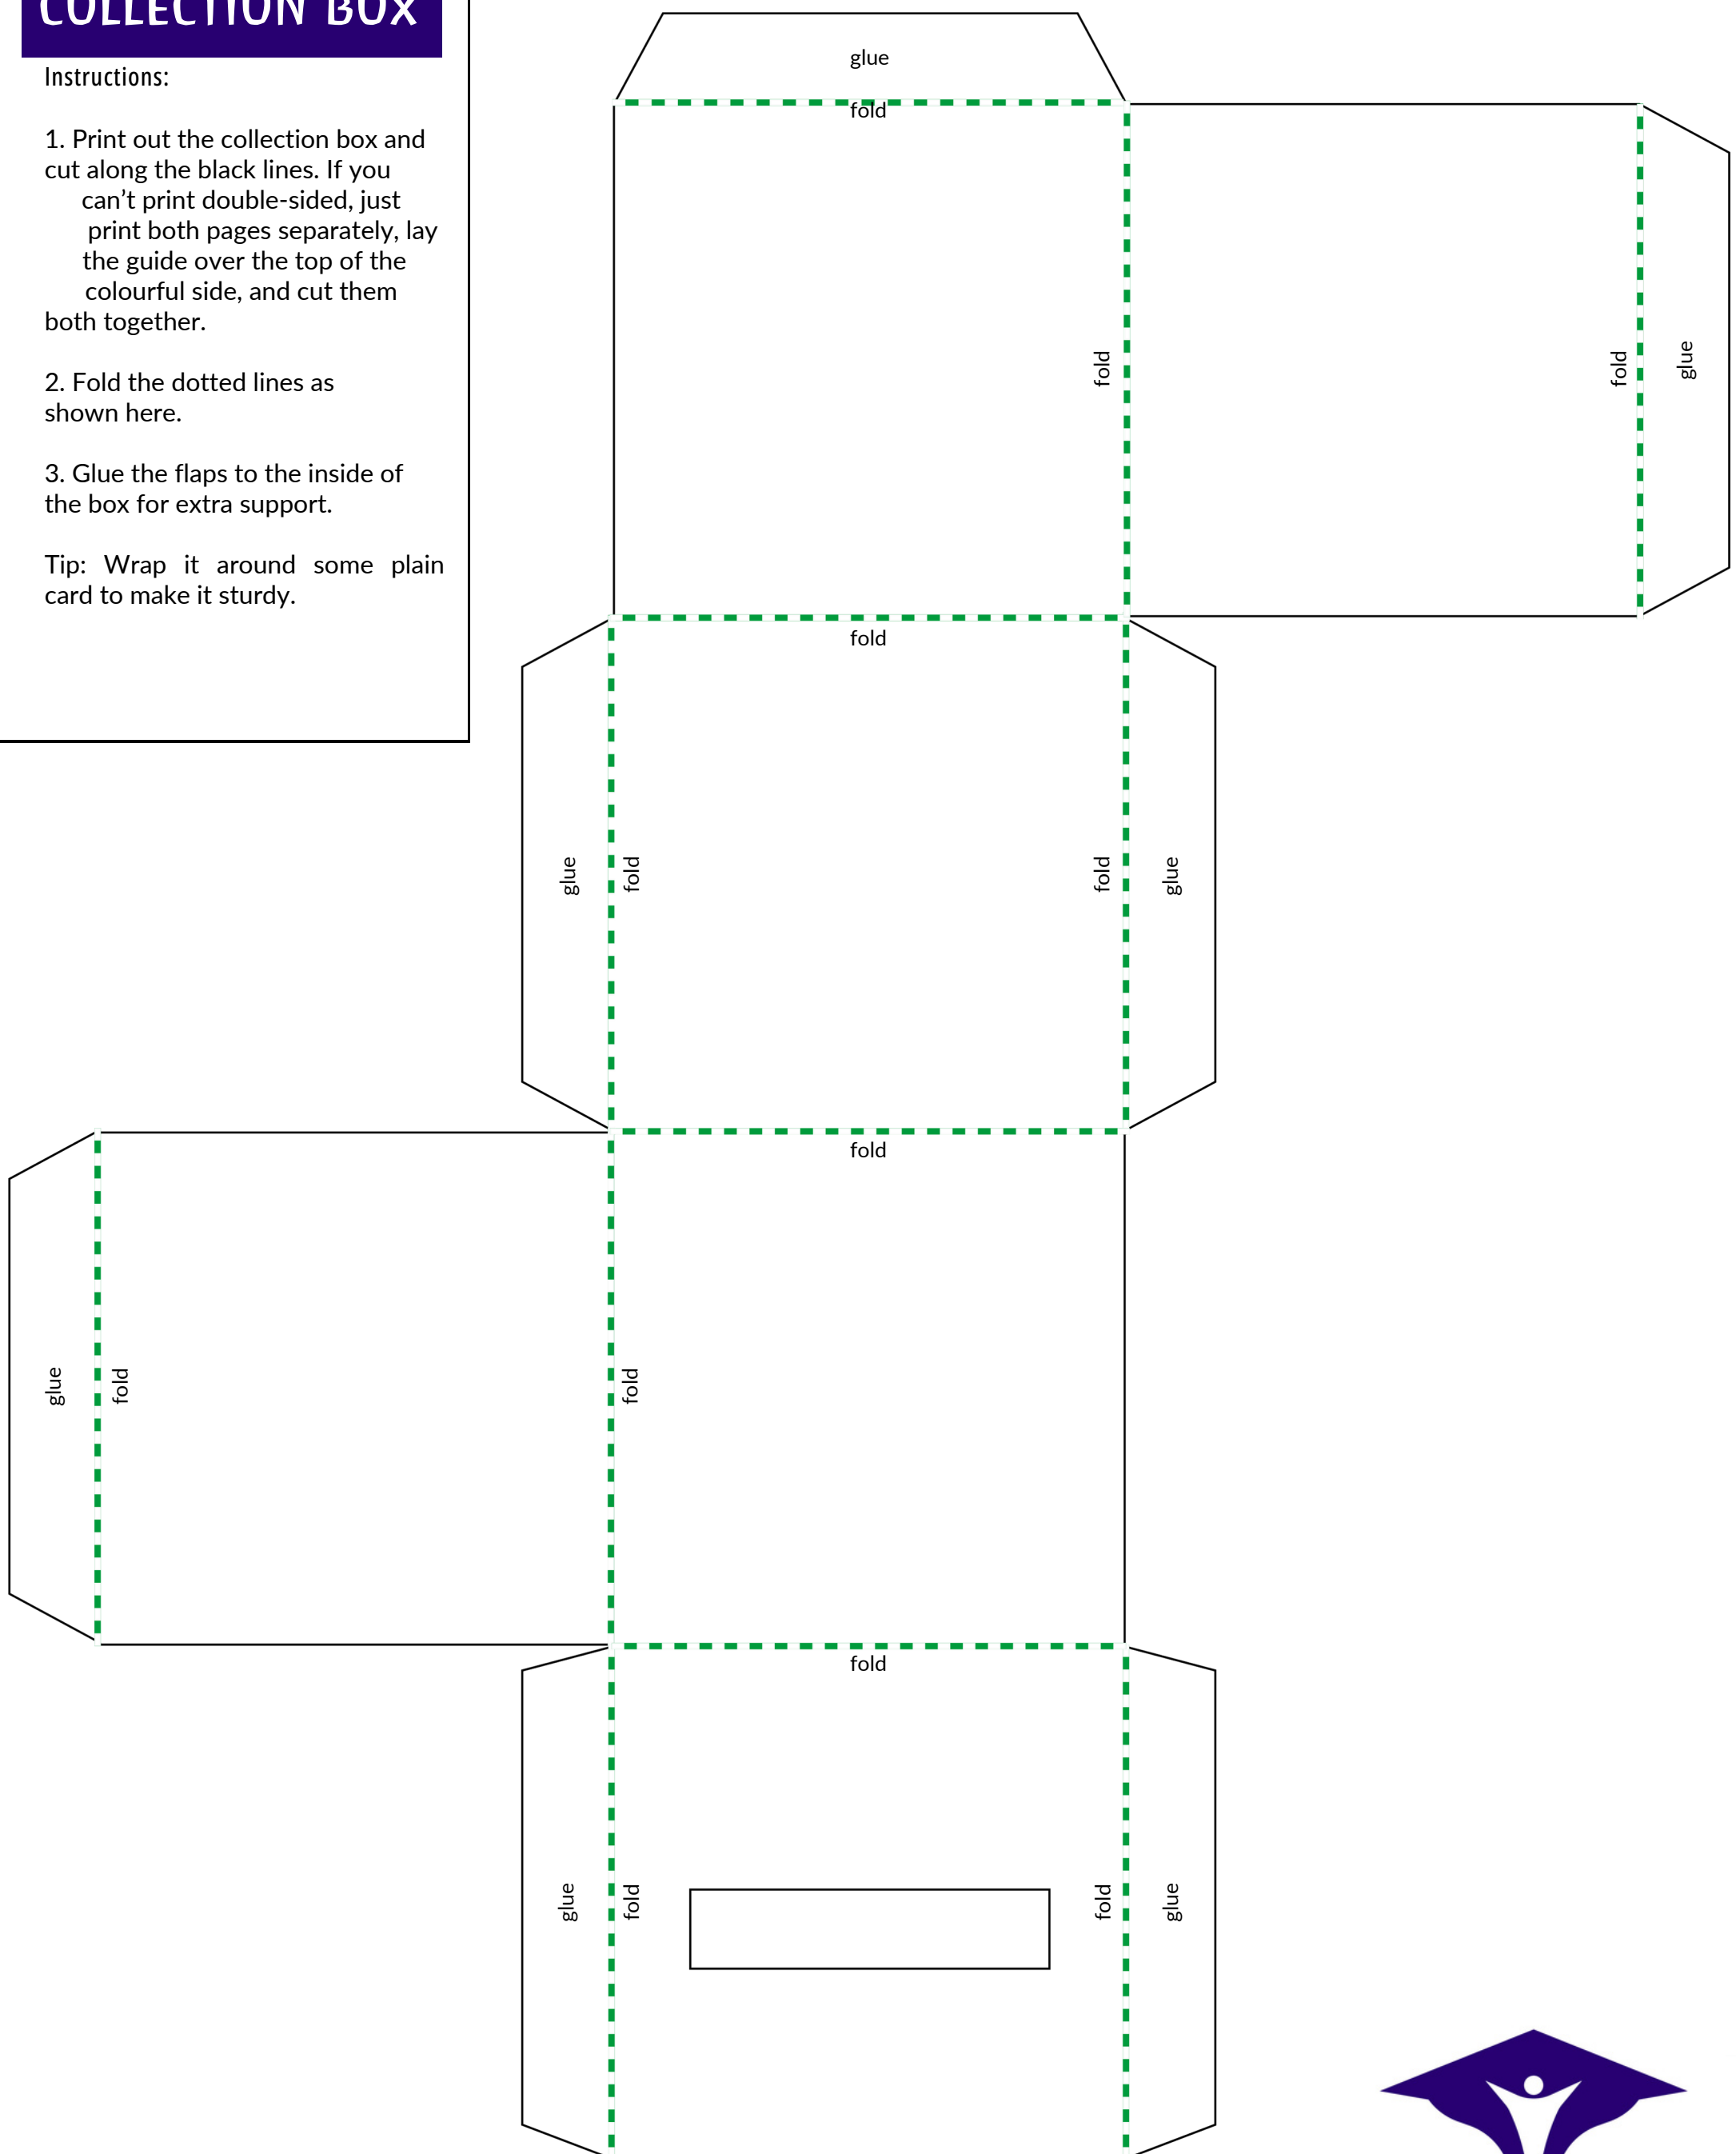 COLLECTION BOX
Instructions:
1. Print out the collection box and
cut along the black lines. If you
can’t print double-sided, just
print both pages separately, lay
the guide over the top of the
colourful side, and cut them
both together.
2. Fold the dotted lines as
shown here.
3. Glue the flaps to the inside of
the box for extra support.
Tip: Wrap it around some plain
card to make it sturdy.
glue
fold
fold
fold
glue
fold
glue
fold
fold
glue
fold
glue
fold
fold
fold
glue
fold
fold
glue